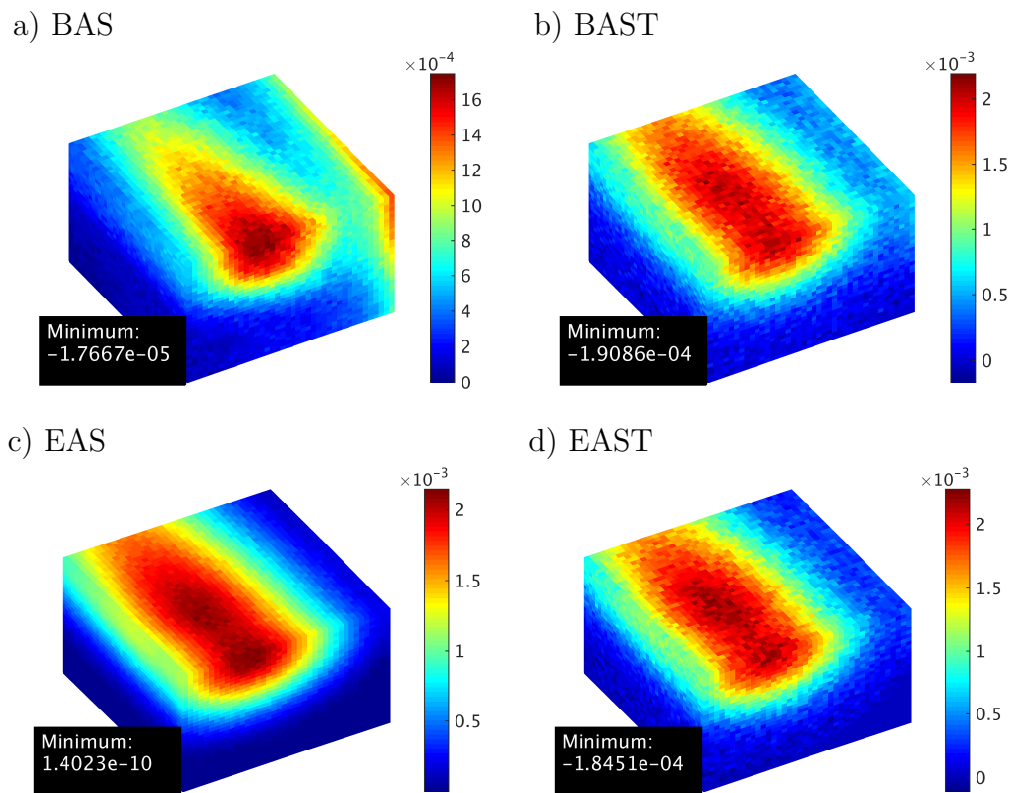 a) BAS
×10⁻⁴
16
14
12
10
8
6
4
2
0
Minimum:
−1.7667e−05
b) BAST
×10⁻³
2
1.5
1
0.5
0
Minimum:
−1.9086e−04
c) EAS
×10⁻³
2
1.5
1
0.5
Minimum:
1.4023e−10
d) EAST
×10⁻³
2
1.5
1
0.5
0
Minimum:
−1.8451e−04